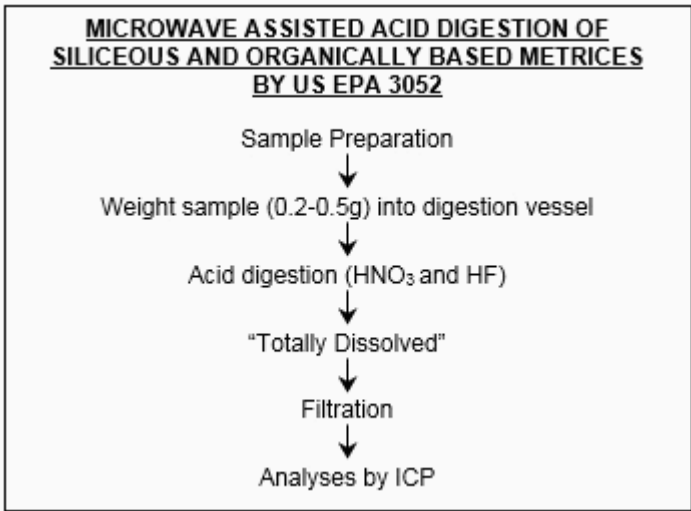 MICROWAVE ASSISTED ACID DIGESTION OF
SILICEOUS AND ORGANICALLY BASED METRICES
BY US EPA 3052
Sample Preparation
Weight sample (0.2-0.5g) into digestion vessel
Acid digestion (HNO₃ and HF)
“Totally Dissolved”
Filtration
Analyses by ICP